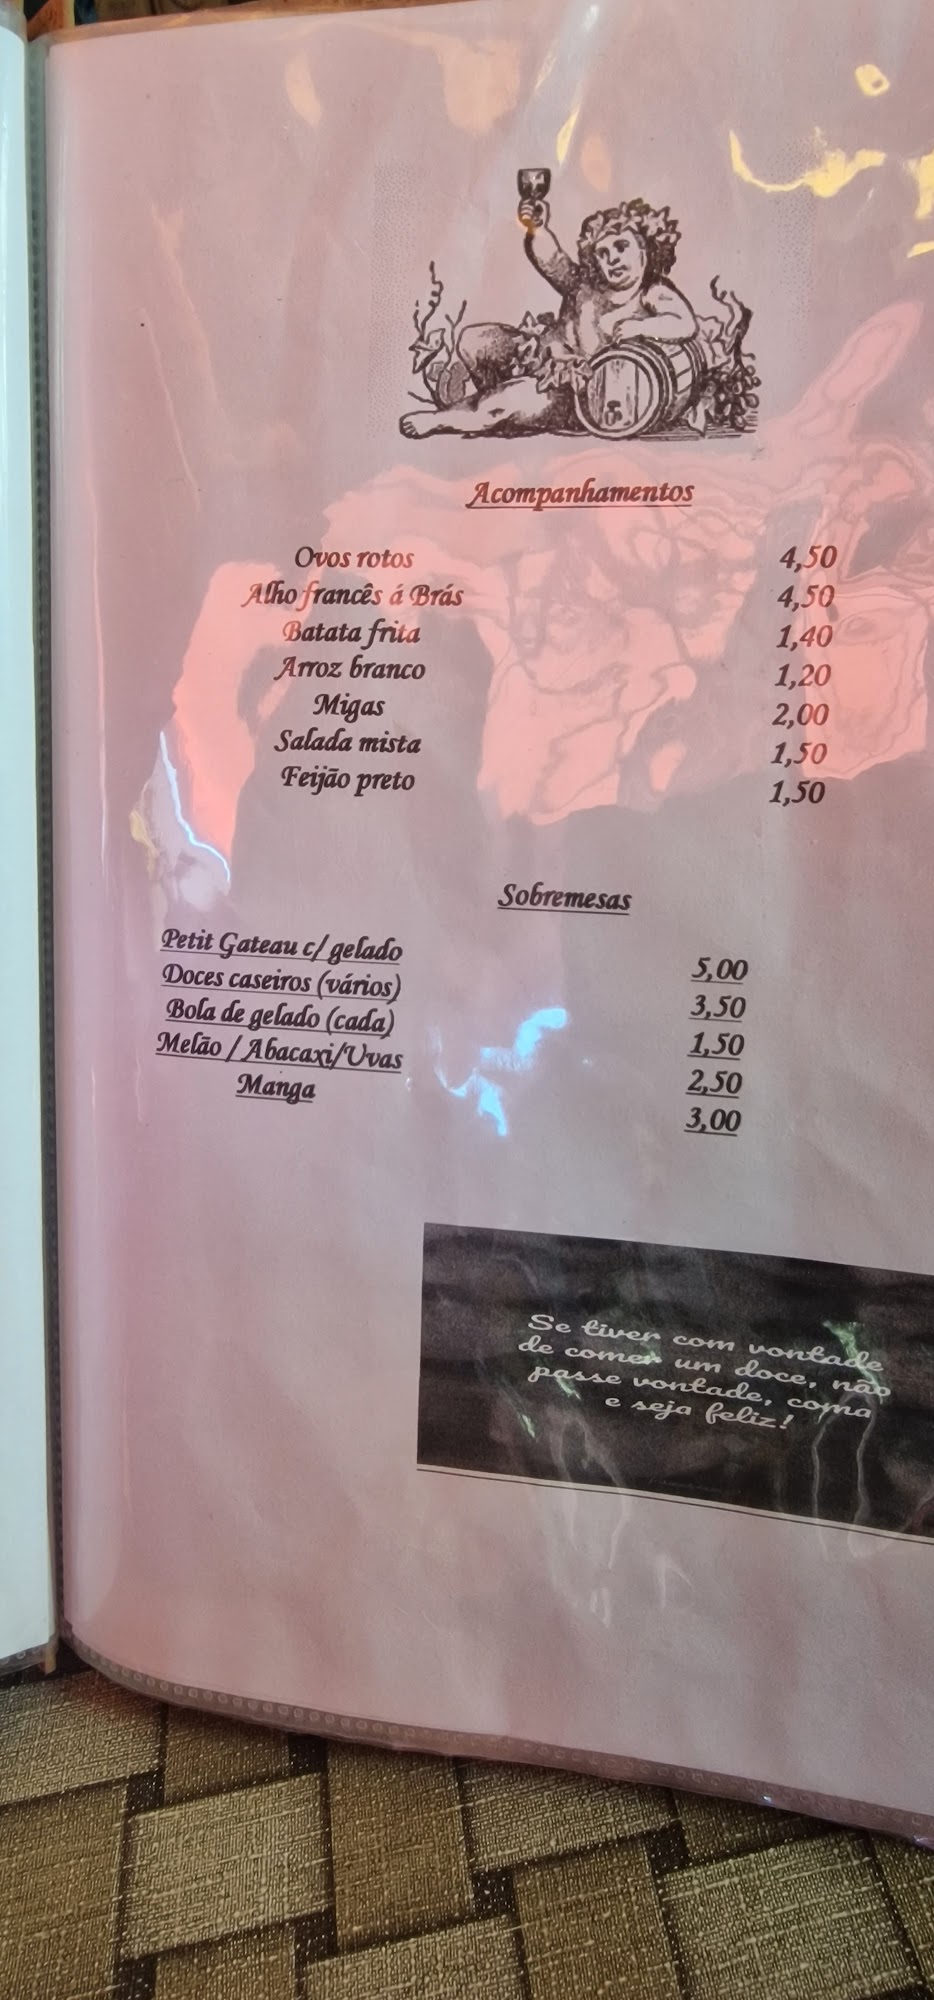 Acompanhamentos
Ovos rotos 4,50
Alho francês á Brás 4,50
Batata frita 1,40
Arroz branco 1,20
Migas 2,00
Salada mista 1,50
Feijão preto 1,50
Sobremesas
Petit Gateau c/ gelado 5,00
Doces caseiros (vários) 3,50
Bola de gelado (cada) 1,50
Melão / Abacaxi/Uvas 2,50
Manga 3,00
Se tiver com vontade
de comer um doce, não
passe vontade, coma
e seja feliz!